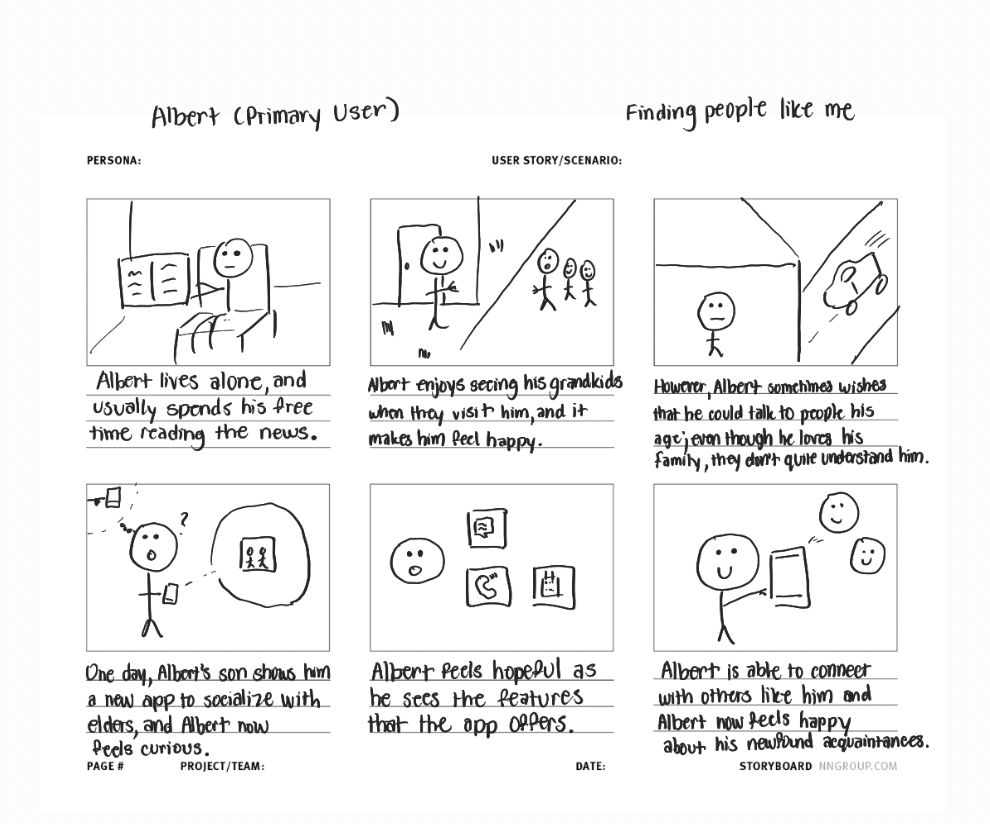 Albert (Primary User)
Finding people like me
PERSONA:
USER STORY/SCENARIO:
Albert lives alone, and
usually spends his free
time reading the news.
Albert enjoys seeing his grandkids
when they visit him, and it
makes him feel happy.
However, Albert sometimes wishes
that he could talk to people his
age; even though he loves his
family, they don't quite understand him.
?
One day, Albert's son shows him
a new app to socialize with
elders, and Albert now
feels curious.
Albert feels hopeful as
he sees the features
that the app offers.
Albert is able to connect
with others like him and
Albert now feels happy
about his newfound acquaintances.
PAGE #
PROJECT/TEAM:
DATE:
STORYBOARD NNGROUP.COM